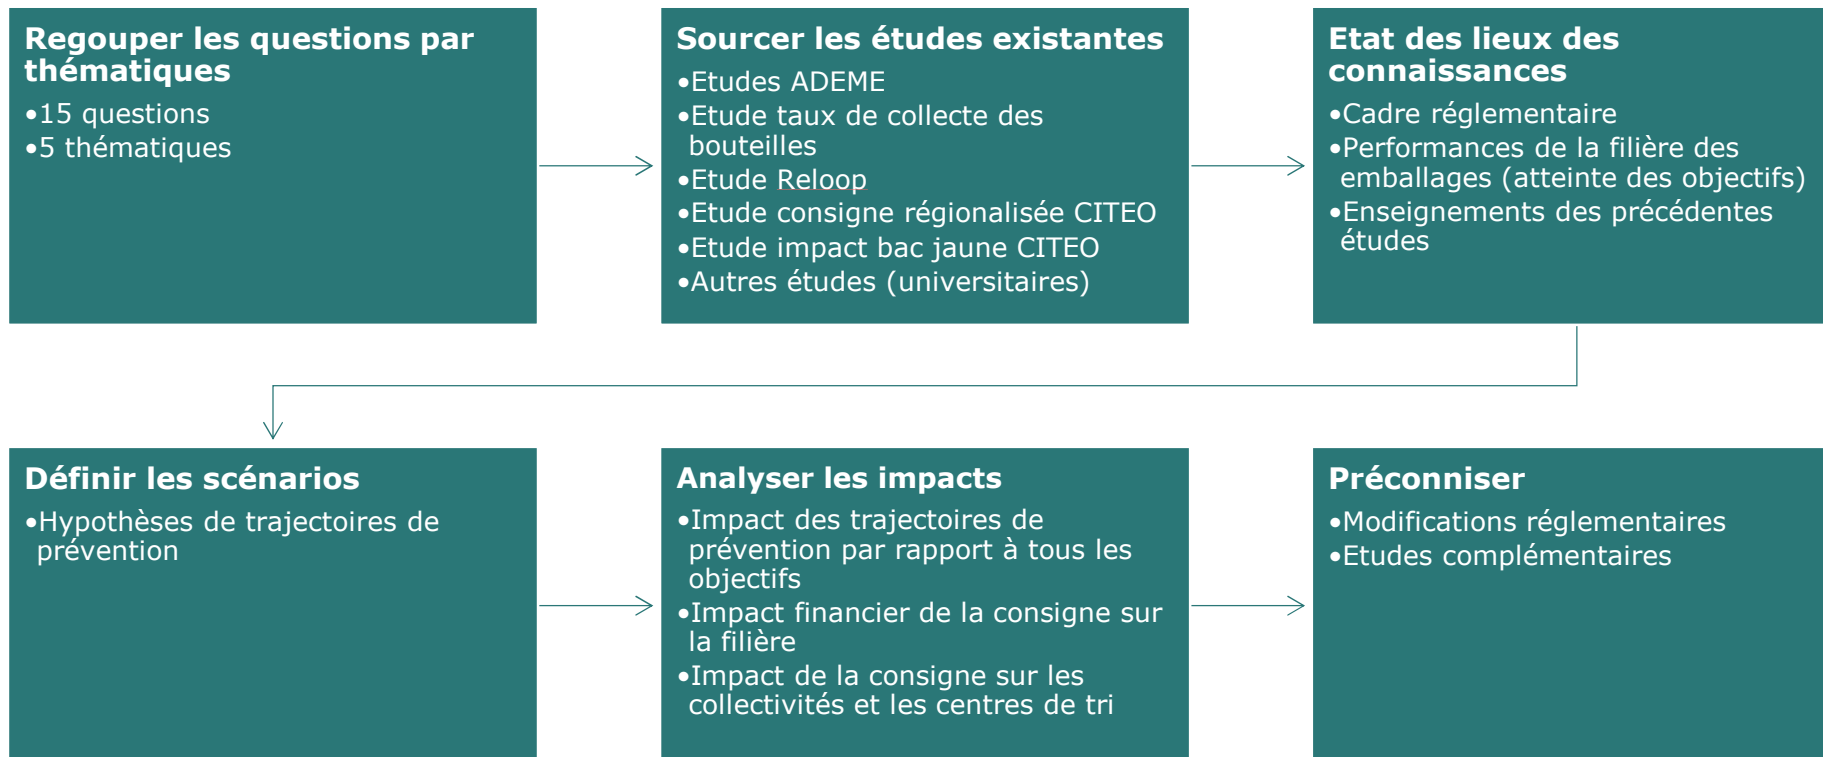 Regouper les questions par
thématiques
•15 questions
•5 thématiques
Sourcer les études existantes
•Etudes ADEME
•Etude taux de collecte des
bouteilles
•Etude Reloop
•Etude consigne régionalisée CITEO
•Etude impact bac jaune CITEO
•Autres études (universitaires)
Etat des lieux des
connaissances
•Cadre réglementaire
•Performances de la filière des
emballages (atteinte des objectifs)
•Enseignements des précédentes
études
Définir les scénarios
•Hypothèses de trajectoires de
prévention
Analyser les impacts
•Impact des trajectoires de
prévention par rapport à tous les
objectifs
•Impact financier de la consigne sur
la filière
•Impact de la consigne sur les
collectivités et les centres de tri
Préconniser
•Modifications réglementaires
•Etudes complémentaires